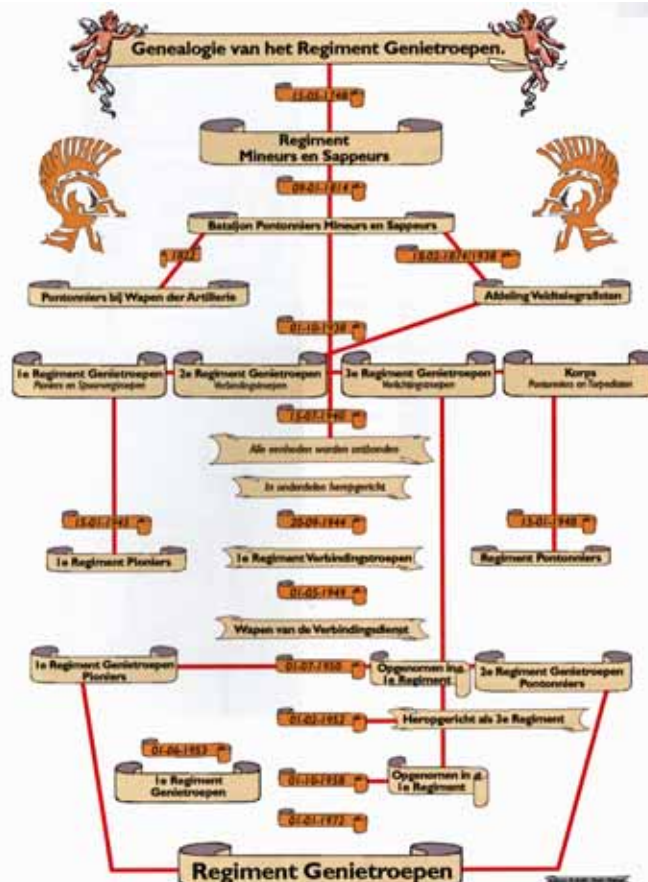 Genealogie van het Regiment Genietroepen.
15-05-1748
Regiment
Mineurs en Sappeurs
09-01-1814
Bataljon Pontonniers Mineurs en Sappeurs
1822
18-02-1874/1938
Pontonniers bij Wapen der Artillerie
Afdeling Veldtelegrafisten
01-10-1938
1e Regiment Genietroepen
Pioniers en Spoorwegtroepen
2e Regiment Genietroepen
Verbindingstroepen
3e Regiment Genietroepen
Verlichtingstroepen
Korps
Pontonniers en Torpedisten
15-07-1940
Alle eenheden worden ontbonden
In onderdelen heropgericht
15-01-1945
20-09-1944
15-01-1948
1e Regiment Pioniers
1e Regiment Verbindingstroepen
Regiment Pontonniers
01-05-1949
Wapen van de Verbindingsdienst
1e Regiment Genietroepen
Pioniers
01-07-1950
Opgenomen in
1e Regiment
2e Regiment Genietroepen
Pontonniers
01-02-1952
Heropgericht als 3e Regiment
01-06-1953
1e Regiment
Genietroepen
01-10-1958
Opgenomen in
1e Regiment
01-01-1972
Regiment Genietroepen